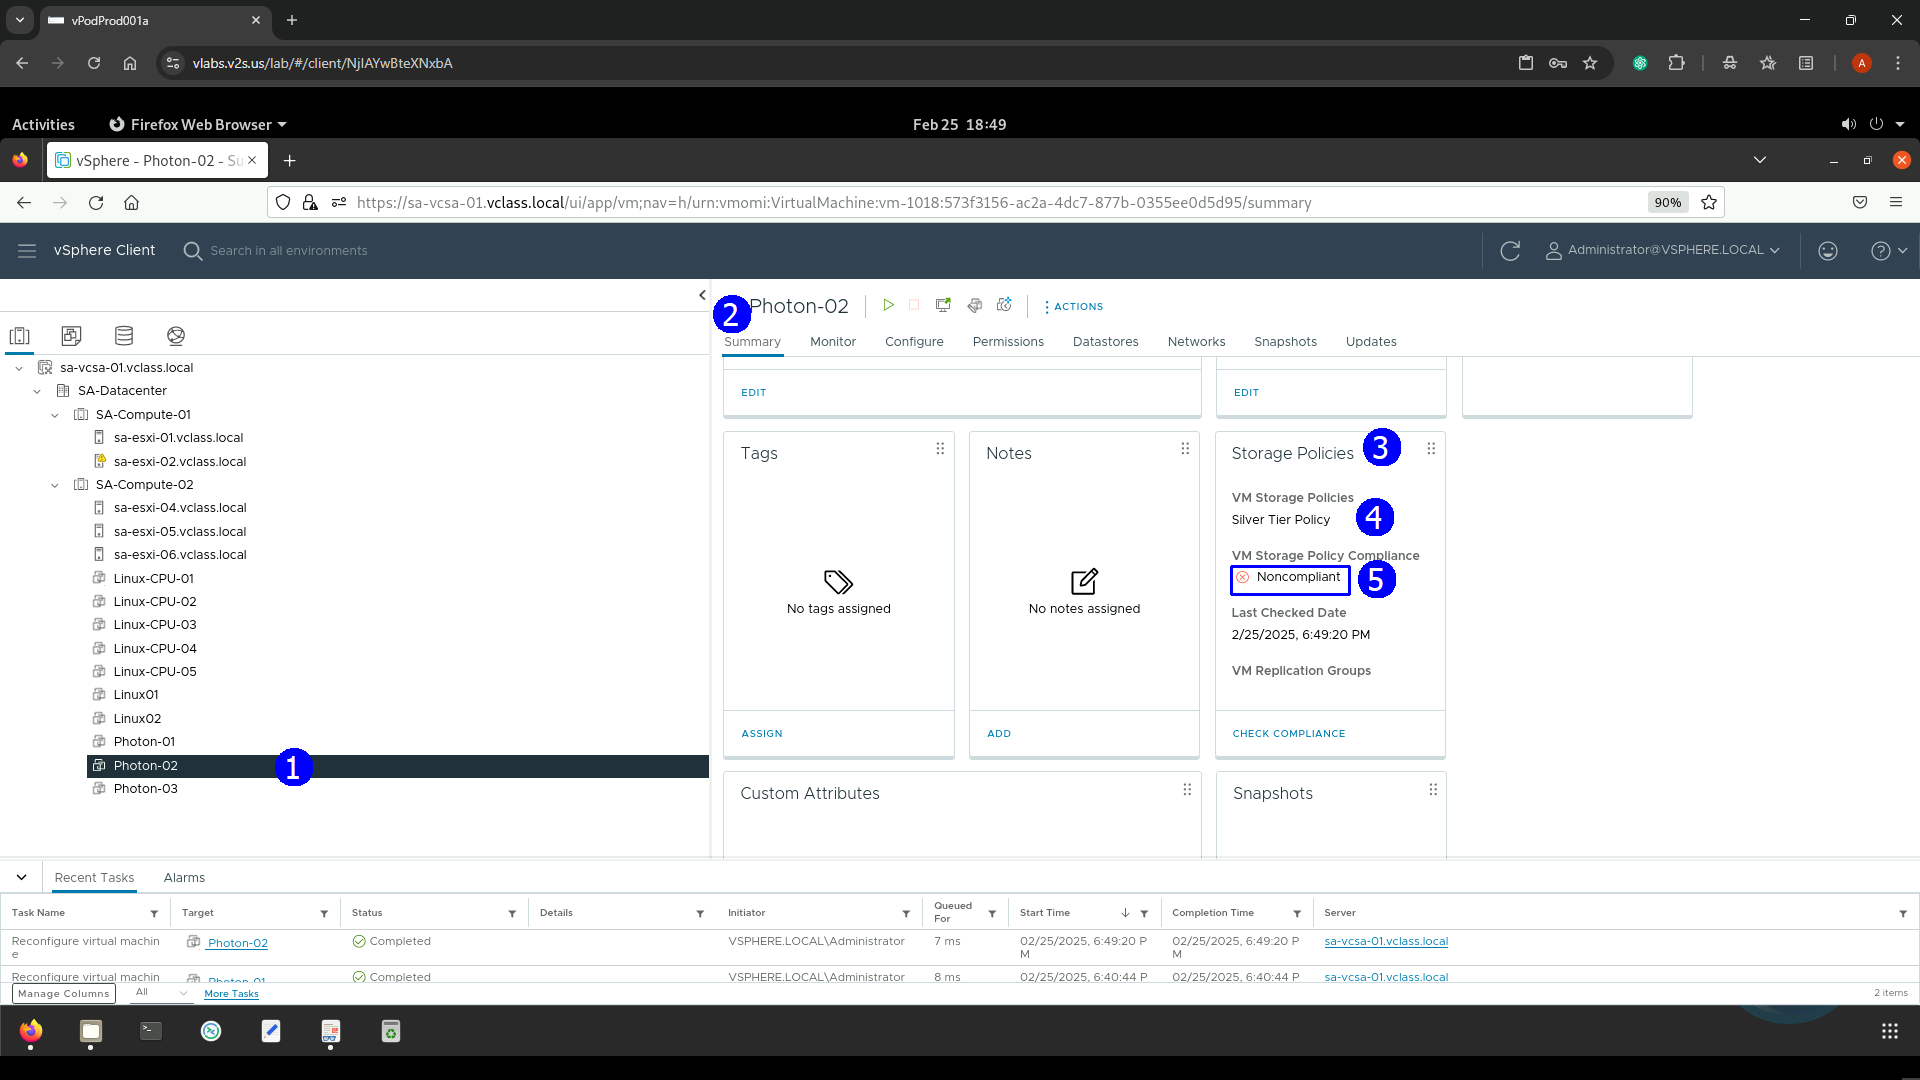 vPodProd001a
vlabs.v2s.us/lab/#/client/NjIAYwBteXNxbA
A
Activities
Firefox Web Browser
Feb 25 18:49
vSphere - Photon-02 - Su
https://sa-vcsa-01.vclass.local/ui/app/vm;nav=h/urn:vmomi:VirtualMachine:vm-1018:573f3156-ac2a-4dc7-877b-0355ee0d5d95/summary
90%
vSphere Client
Search in all environments
Administrator@VSPHERE.LOCAL
sa-vcsa-01.vclass.local
SA-Datacenter
SA-Compute-01
sa-esxi-01.vclass.local
sa-esxi-02.vclass.local
SA-Compute-02
sa-esxi-04.vclass.local
sa-esxi-05.vclass.local
sa-esxi-06.vclass.local
Linux-CPU-01
Linux-CPU-02
Linux-CPU-03
Linux-CPU-04
Linux-CPU-05
Linux01
Linux02
Photon-01
Photon-02
1
Photon-03
2
Photon-02
ACTIONS
Summary Monitor Configure Permissions Datastores Networks Snapshots Updates
EDIT
EDIT
Tags
No tags assigned
ASSIGN
Notes
No notes assigned
ADD
Storage Policies
3
VM Storage Policies
Silver Tier Policy
4
VM Storage Policy Compliance
Noncompliant
5
Last Checked Date
2/25/2025, 6:49:20 PM
VM Replication Groups
CHECK COMPLIANCE
Custom Attributes
Snapshots
Recent Tasks Alarms
Task Name Target Status Details Initiator Queued For Start Time Completion Time Server
Reconfigure virtual machin Photon-02 Completed VSPHERE.LOCAL\Administrator 7 ms 02/25/2025, 6:49:20 P 02/25/2025, 6:49:20 P sa-vcsa-01.vclass.local
e M M
Reconfigure virtual machin Photon-01 Completed VSPHERE.LOCAL\Administrator 8 ms 02/25/2025, 6:40:44 P 02/25/2025, 6:40:44 P sa-vcsa-01.vclass.local
Manage Columns All More Tasks 2 items